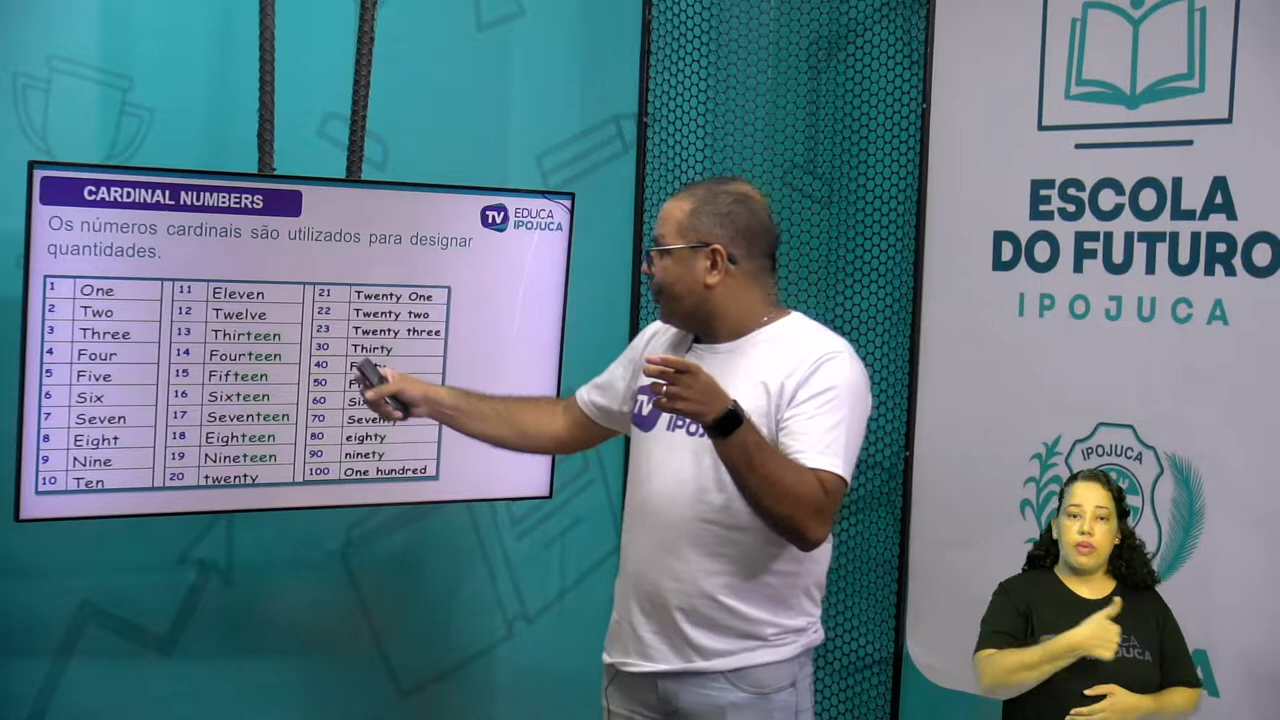 CARDINAL NUMBERS
TV EDUCA
IPOJUCA
Os números cardinais são utilizados para designar
quantidades.
1 One 11 Eleven 21 Twenty One
2 Two 12 Twelve 22 Twenty two
3 Three 13 Thirteen 23 Twenty three
4 Four 14 Fourteen 30 Thirty
5 Five 15 Fifteen 40
6 Six 16 Sixteen 50
7 Seven 17 Seventeen 60
8 Eight 18 Eighteen 70
9 Nine 19 Nineteen 80 eighty
10 Ten 20 twenty 90 ninety
100 One hundred
TV
ESCOLA
DO FUTURO
IPOJUCA
IPOJUCA